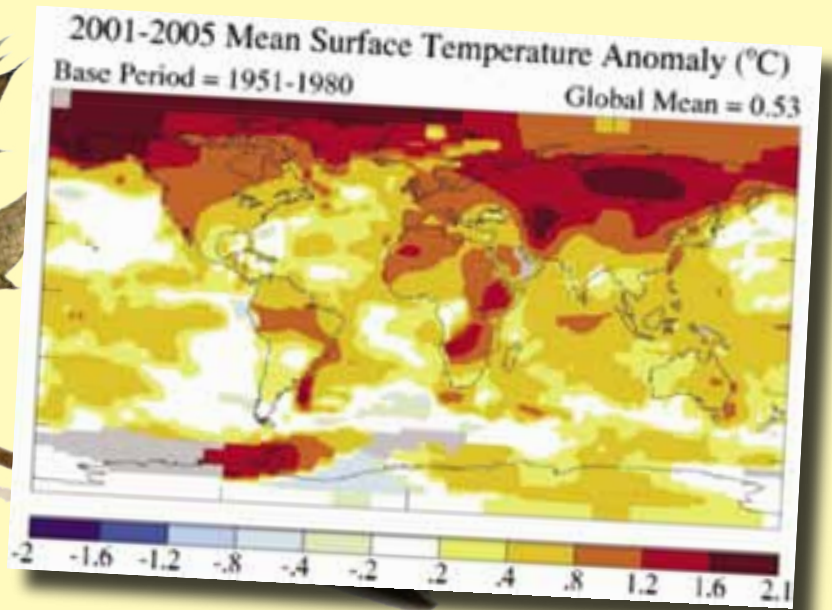 2001-2005 Mean Surface Temperature Anomaly (°C)
Base Period = 1951-1980
Global Mean = 0.53
-2 -1.6 -1.2 -.8 -.4 -.2 .2 .4 .8 1.2 1.6 2.1